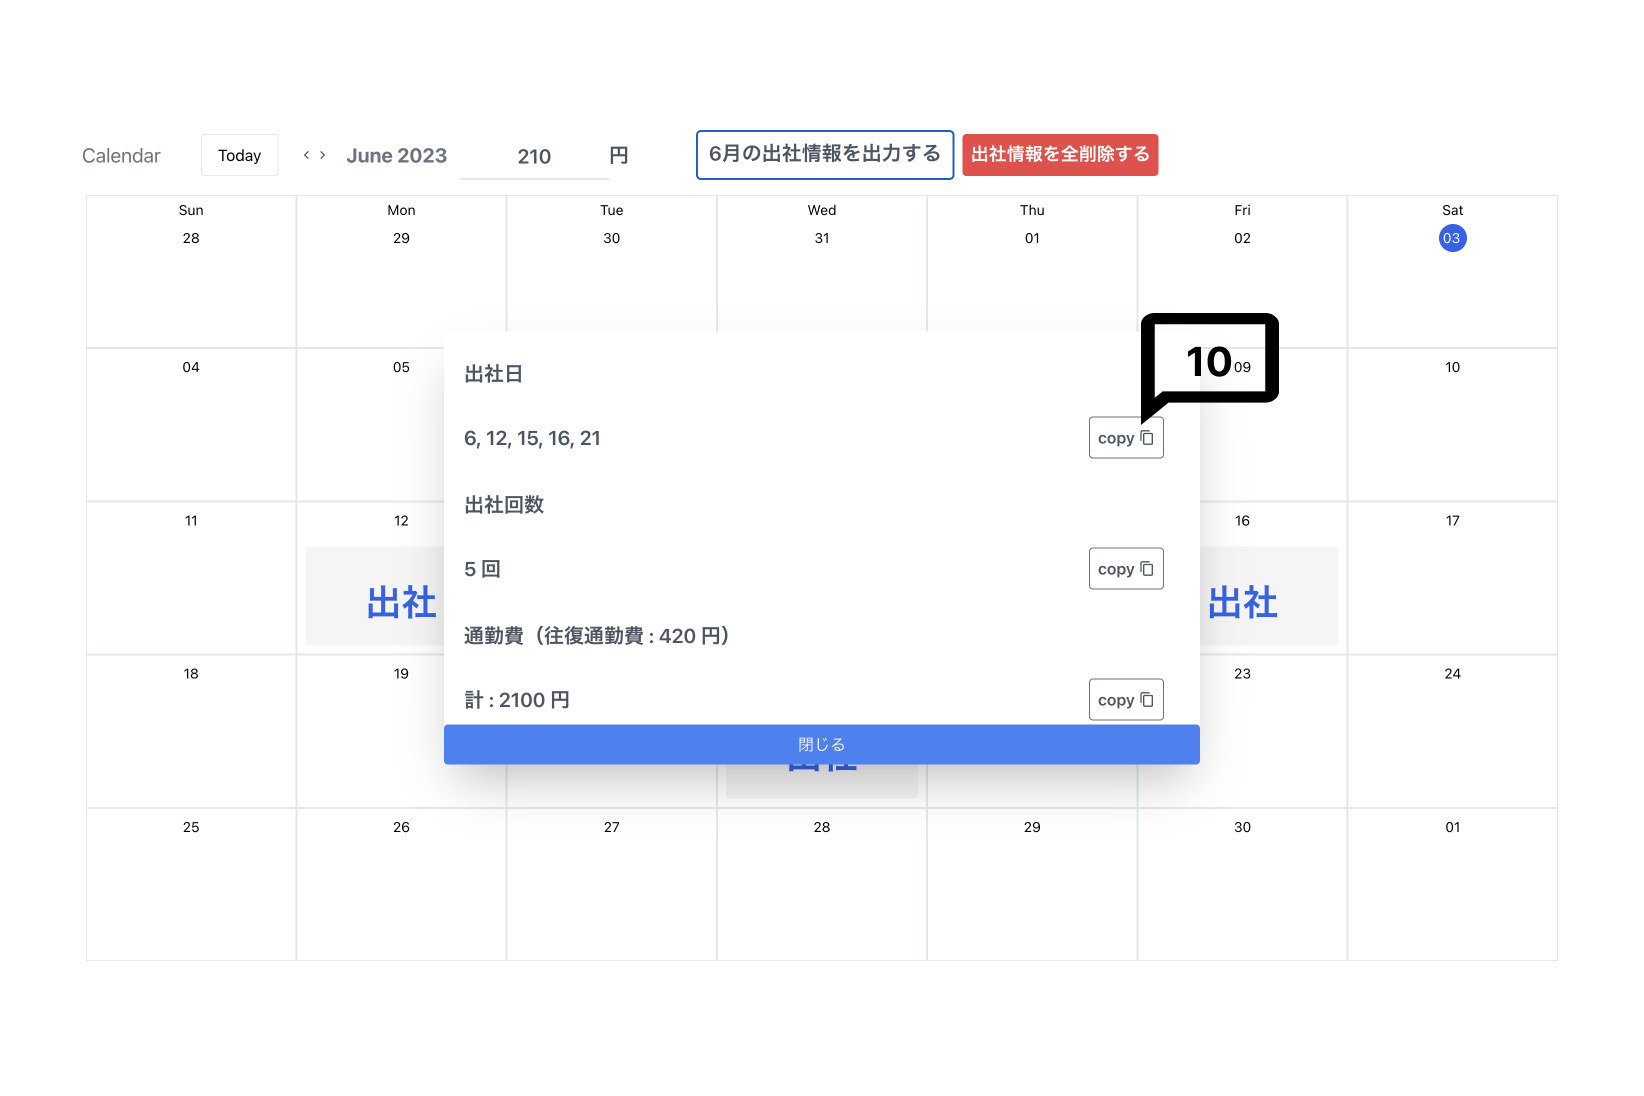 Calendar
Today
< >
June 2023
210
円
6月の出社情報を出力する
出社情報を全削除する
Sun Mon Tue Wed Thu Fri Sat
28 29 30 31 01 02 03
04 05 09 10
10
出社日
6, 12, 15, 16, 21
copy
出社回数
11 12 16 17
5 回
copy
出社
出社
通勤費（往復通勤費 : 420 円）
18 19 23 24
計 : 2100 円
copy
閉じる
25 26 27 28 29 30 01